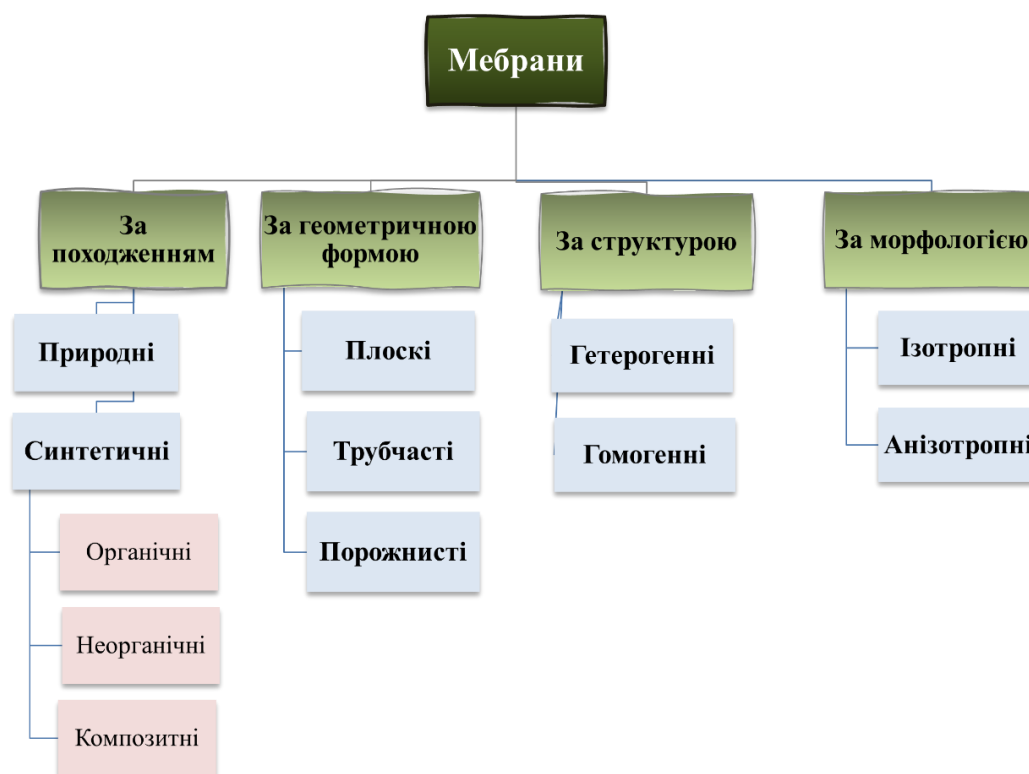 Мебрани
За
походженням
Природні
Синтетичні
Органічні
Неорганічні
Композитні
За геометричною
формою
Плоскі
Трубчасті
Порожнисті
За структурою
Гетерогенні
Гомогенні
За морфологією
Ізотропні
Анізотропні